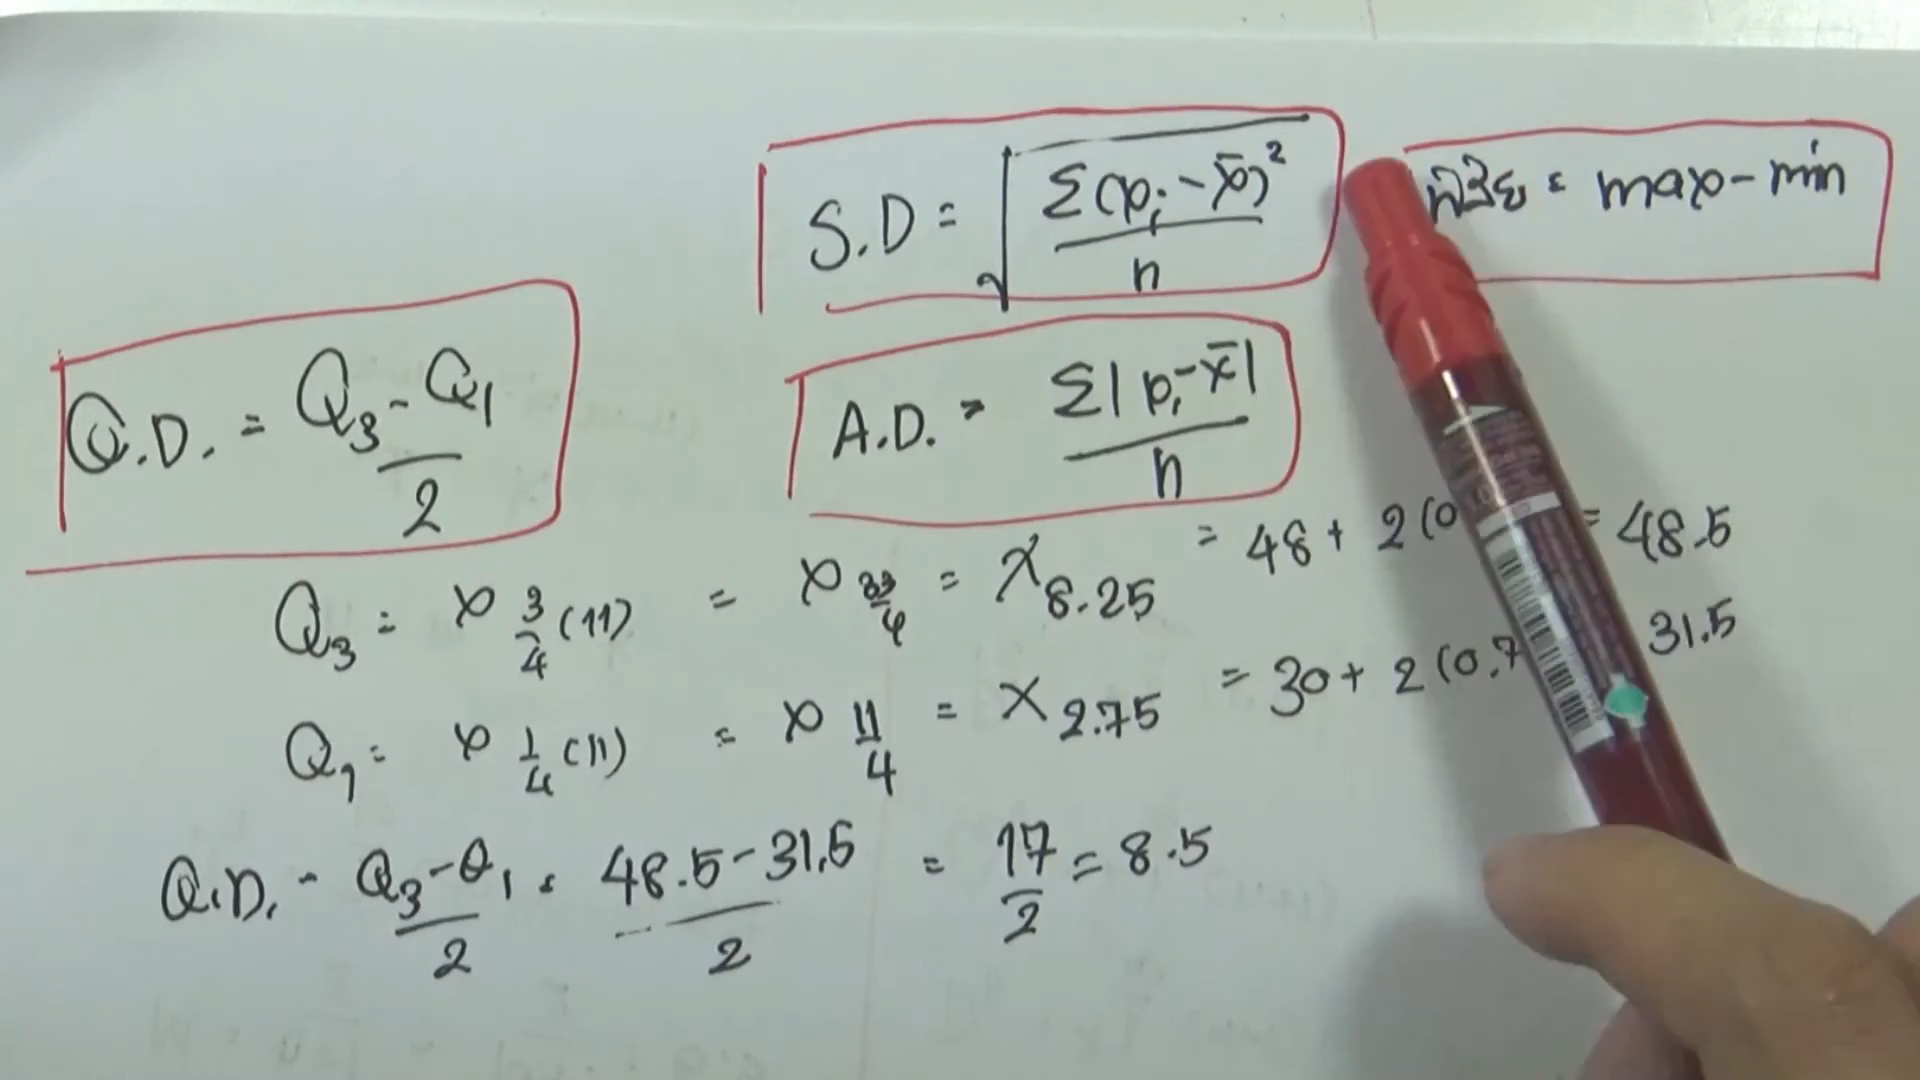 S.D = √(Σ(xᵢ - x̄)² / n)
พิสัย = max - min
Q.D. = (Q₃ - Q₁) / 2
A.D. = Σ|xᵢ - x̄| / n
Q₃ = x 3/4 (11) = x 33/4 = x 8.25 = 48 + 2(0 = 48.5
Q₁ = x 1/4 (11) = x 11/4 = x 2.75 = 30 + 2(0.7 31.5
Q.D. = (Q₃ - Q₁) / 2 = (48.5 - 31.5) / 2 = 17/2 = 8.5